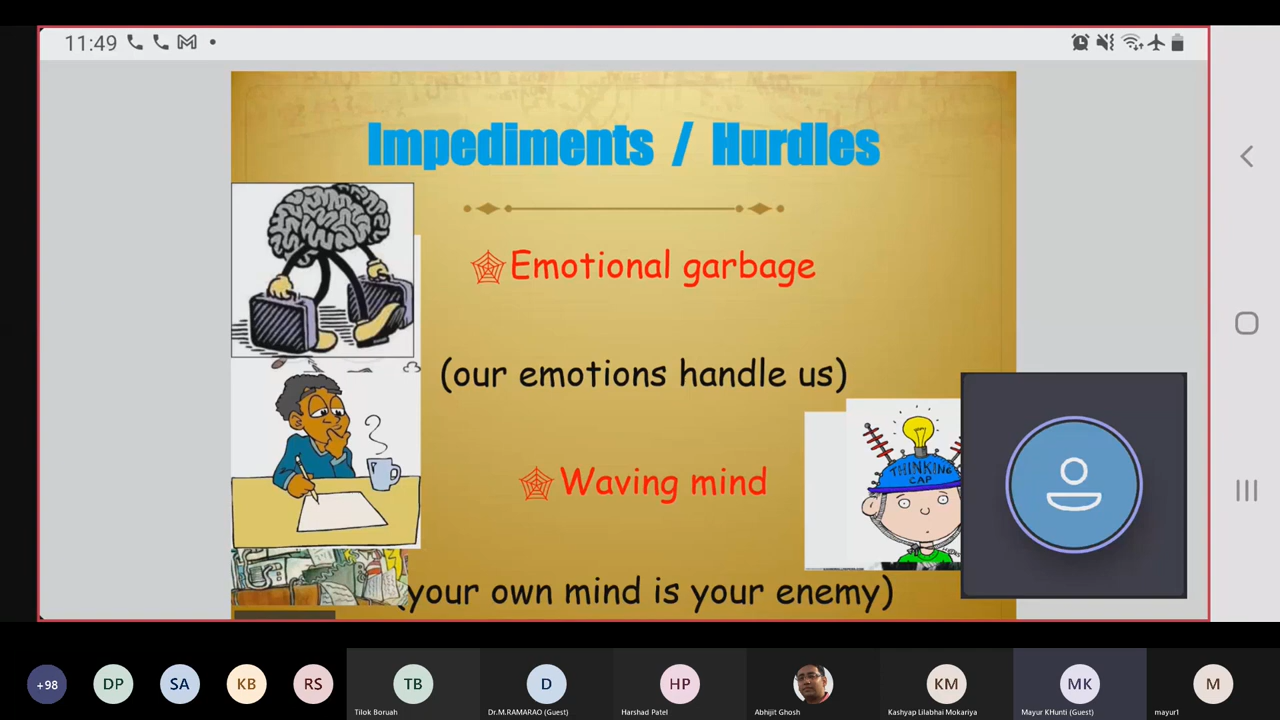 11:49
Impediments / Hurdles
Emotional garbage
(our emotions handle us)
THINKING
CAP
Waving mind
(your own mind is your enemy)
+98
DP
SA
KB
RS
TB
D
HP
KM
MK
M
Tilok Boruah
Dr.M.RAMARAO (Guest)
Harshad Patel
Abhijit Ghosh
Kashyap Lilabhai Mokariya
Mayur KHunti (Guest)
mayur1